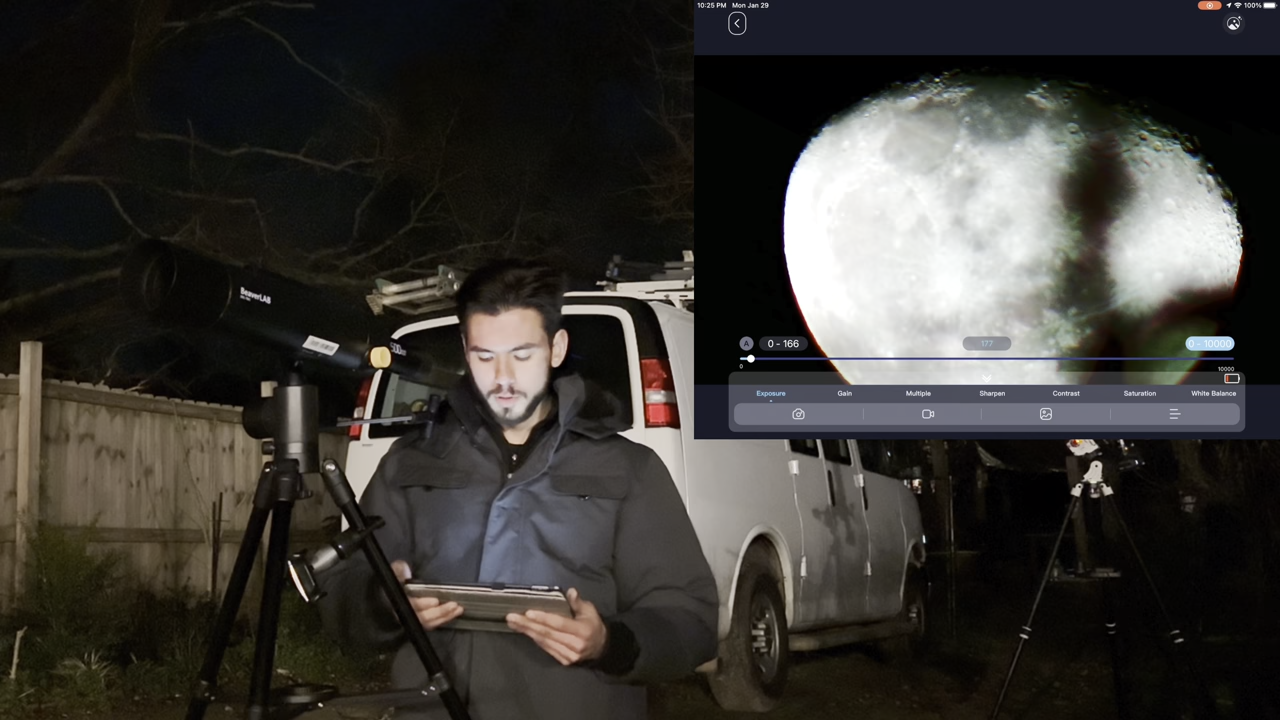 10:25 PM Mon Jan 29
100%
A
0 - 166
177
0 - 10000
0
10000
Exposure
Gain
Multiple
Sharpen
Contrast
Saturation
White Balance
BeaverLAB